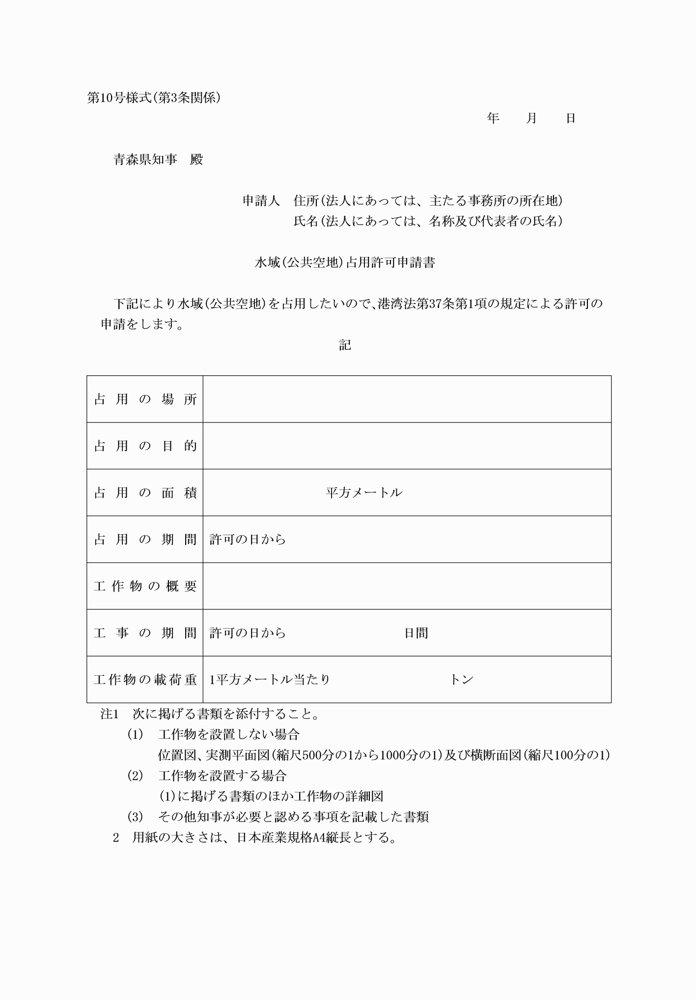 第10号様式(第3条関係)
年　　月　　日
青森県知事　殿
申請人　住所(法人にあっては、主たる事務所の所在地)
氏名(法人にあっては、名称及び代表者の氏名)
水域(公共空地)占用許可申請書
下記により水域(公共空地)を占用したいので、港湾法第37条第1項の規定による許可の
申請をします。
記
占用の場所
占用の目的
占用の面積　　平方メートル
占用の期間　許可の日から
工作物の概要
工事の期間　許可の日から　　日間
工作物の載荷重　1平方メートル当たり　　トン
注1　次に掲げる書類を添付すること。
(1)　工作物を設置しない場合
位置図、実測平面図(縮尺500分の1から1000分の1)及び横断面図(縮尺100分の1)
(2)　工作物を設置する場合
(1)に掲げる書類のほか工作物の詳細図
(3)　その他知事が必要と認める事項を記載した書類
2　用紙の大きさは、日本産業規格A4縦長とする。